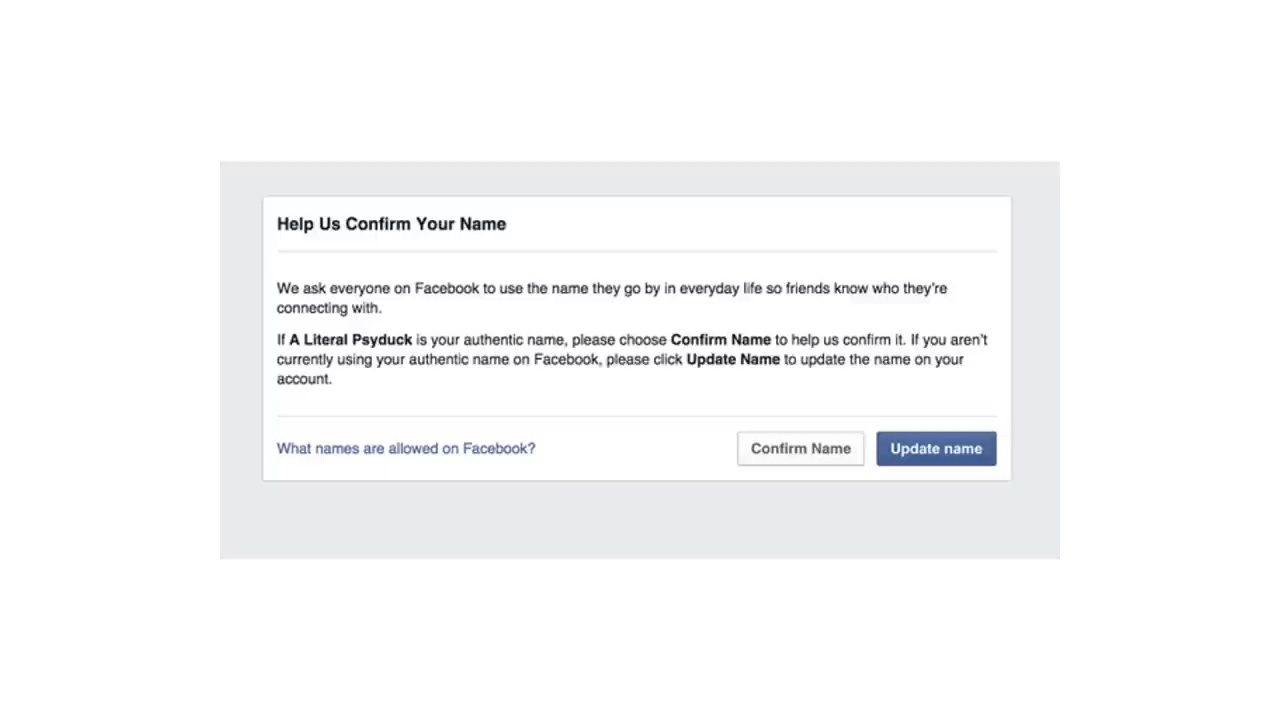 Help Us Confirm Your Name
We ask everyone on Facebook to use the name they go by in everyday life so friends know who they're
connecting with.
If A Literal Psyduck is your authentic name, please choose Confirm Name to help us confirm it. If you aren't
currently using your authentic name on Facebook, please click Update Name to update the name on your
account.
What names are allowed on Facebook?
Confirm Name
Update name